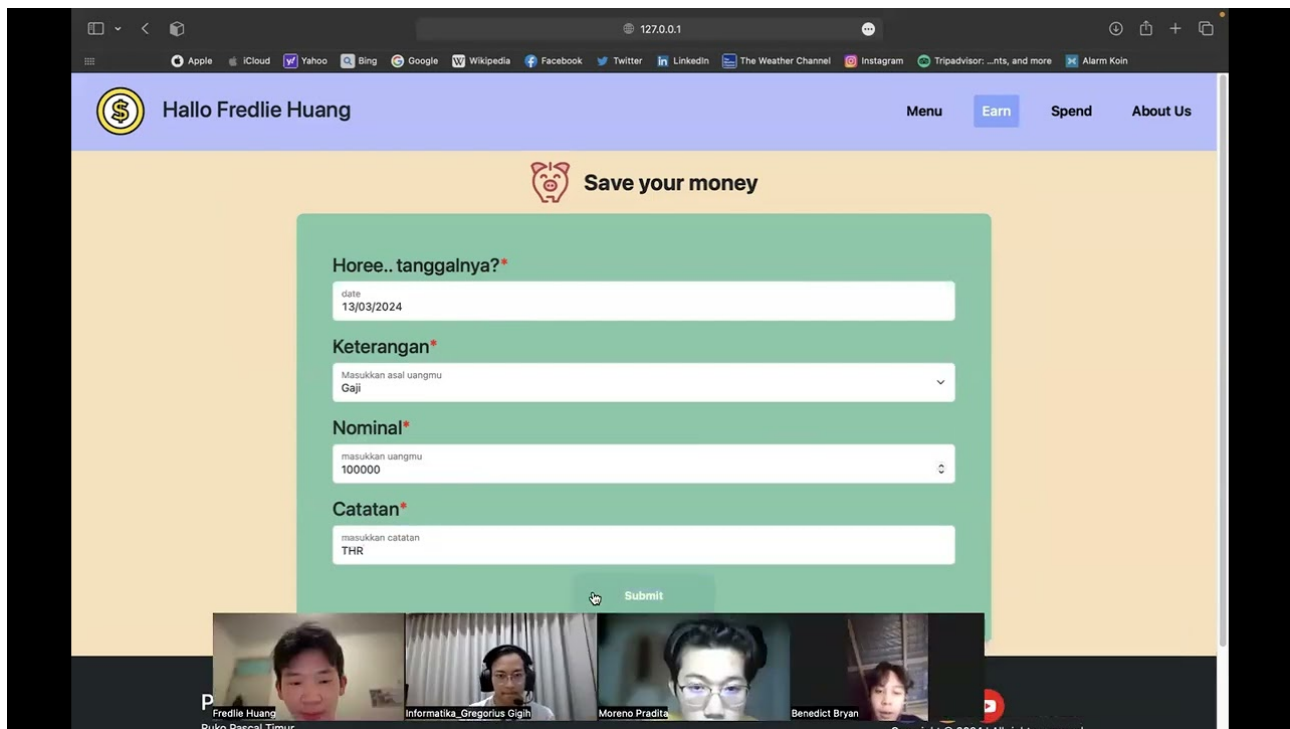 127.0.0.1
Apple iCloud Yahoo Bing Google Wikipedia Facebook Twitter LinkedIn The Weather Channel Instagram Tripadvisor: ...nts, and more Alarm Koin
Hallo Fredlie Huang
Menu Earn Spend About Us
Save your money
Horee.. tanggalnya?*
date
13/03/2024
Keterangan*
Masukkan asal uangmu
Gaji
Nominal*
masukkan uangmu
100000
Catatan*
masukkan catatan
THR
Submit
Fredlie Huang Informatika_Gregorius Gigih Moreno Pradita Benedict Bryan
Ruko Pascal Timur